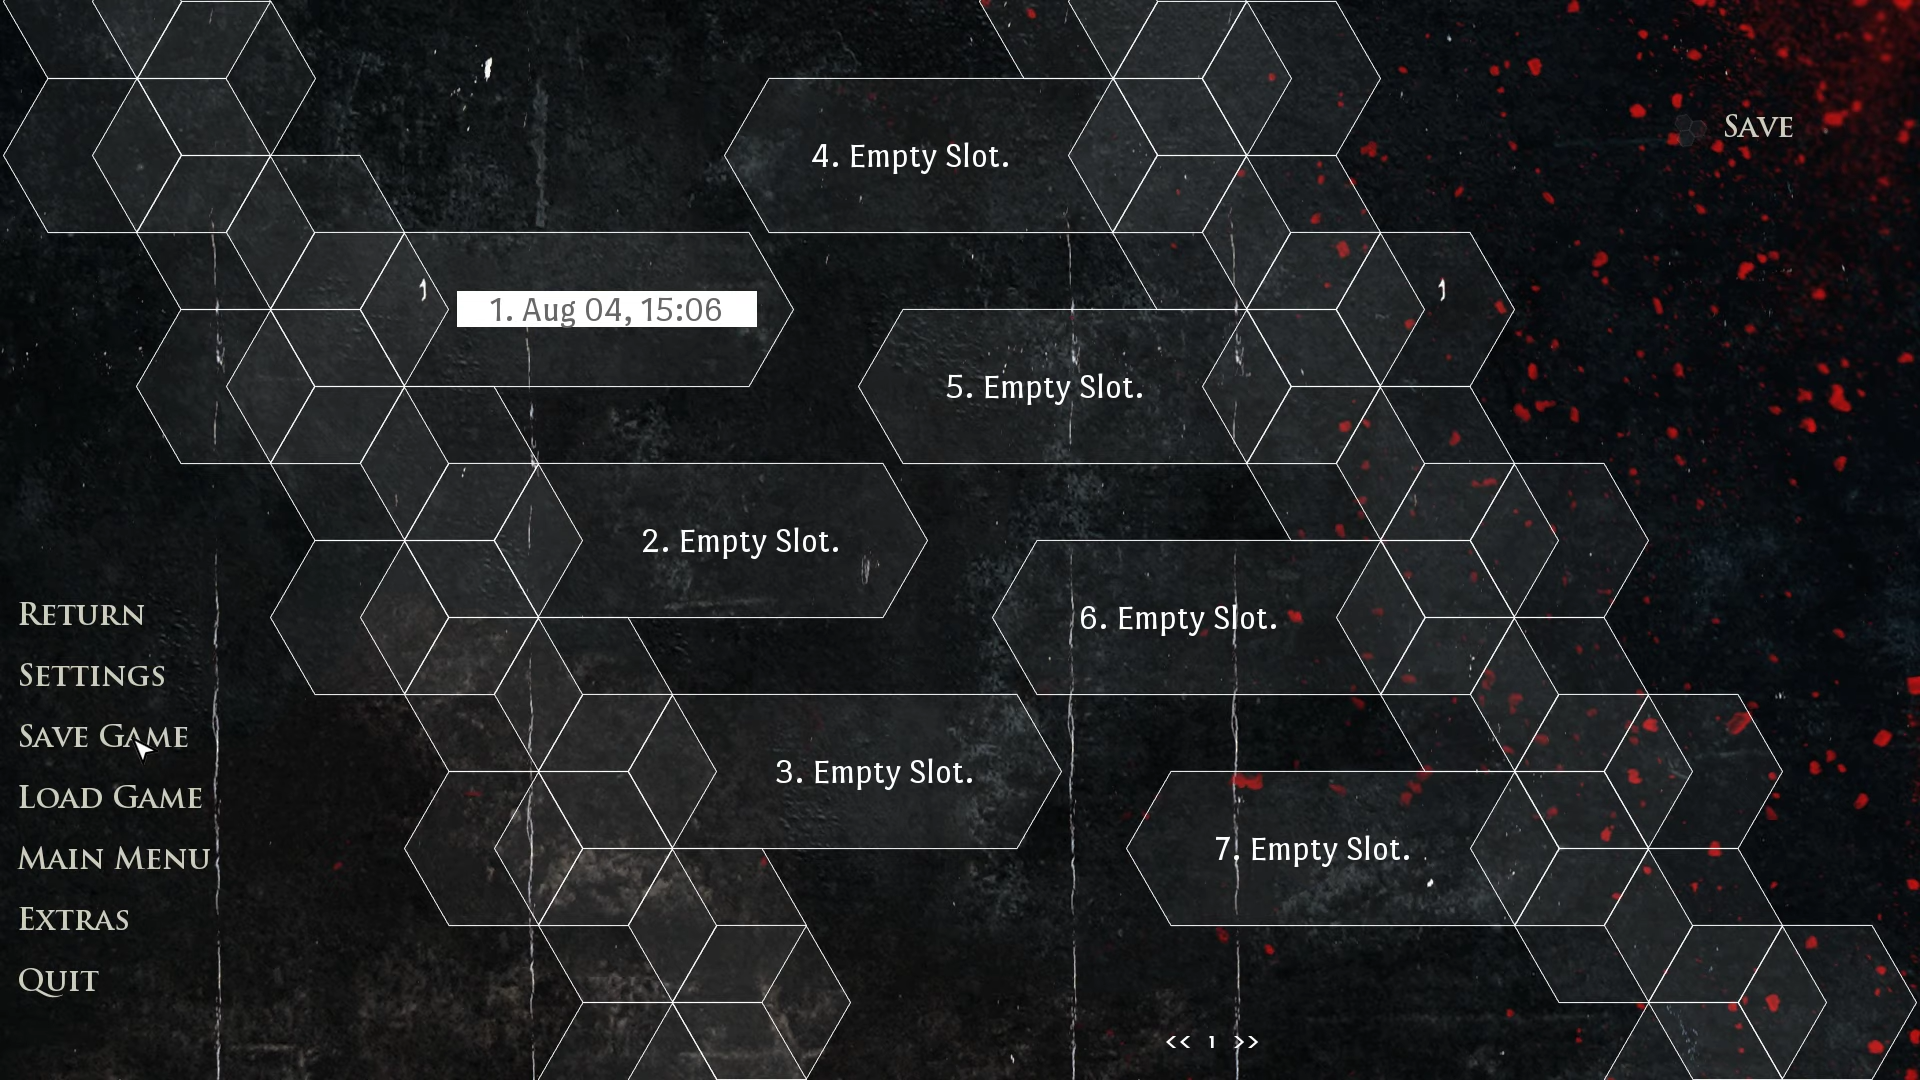 4. Empty Slot.
SAVE
1. Aug 04, 15:06
5. Empty Slot.
2. Empty Slot.
6. Empty Slot.
3. Empty Slot.
7. Empty Slot.
RETURN
SETTINGS
SAVE GAME
LOAD GAME
MAIN MENU
EXTRAS
QUIT
<< 1 >>